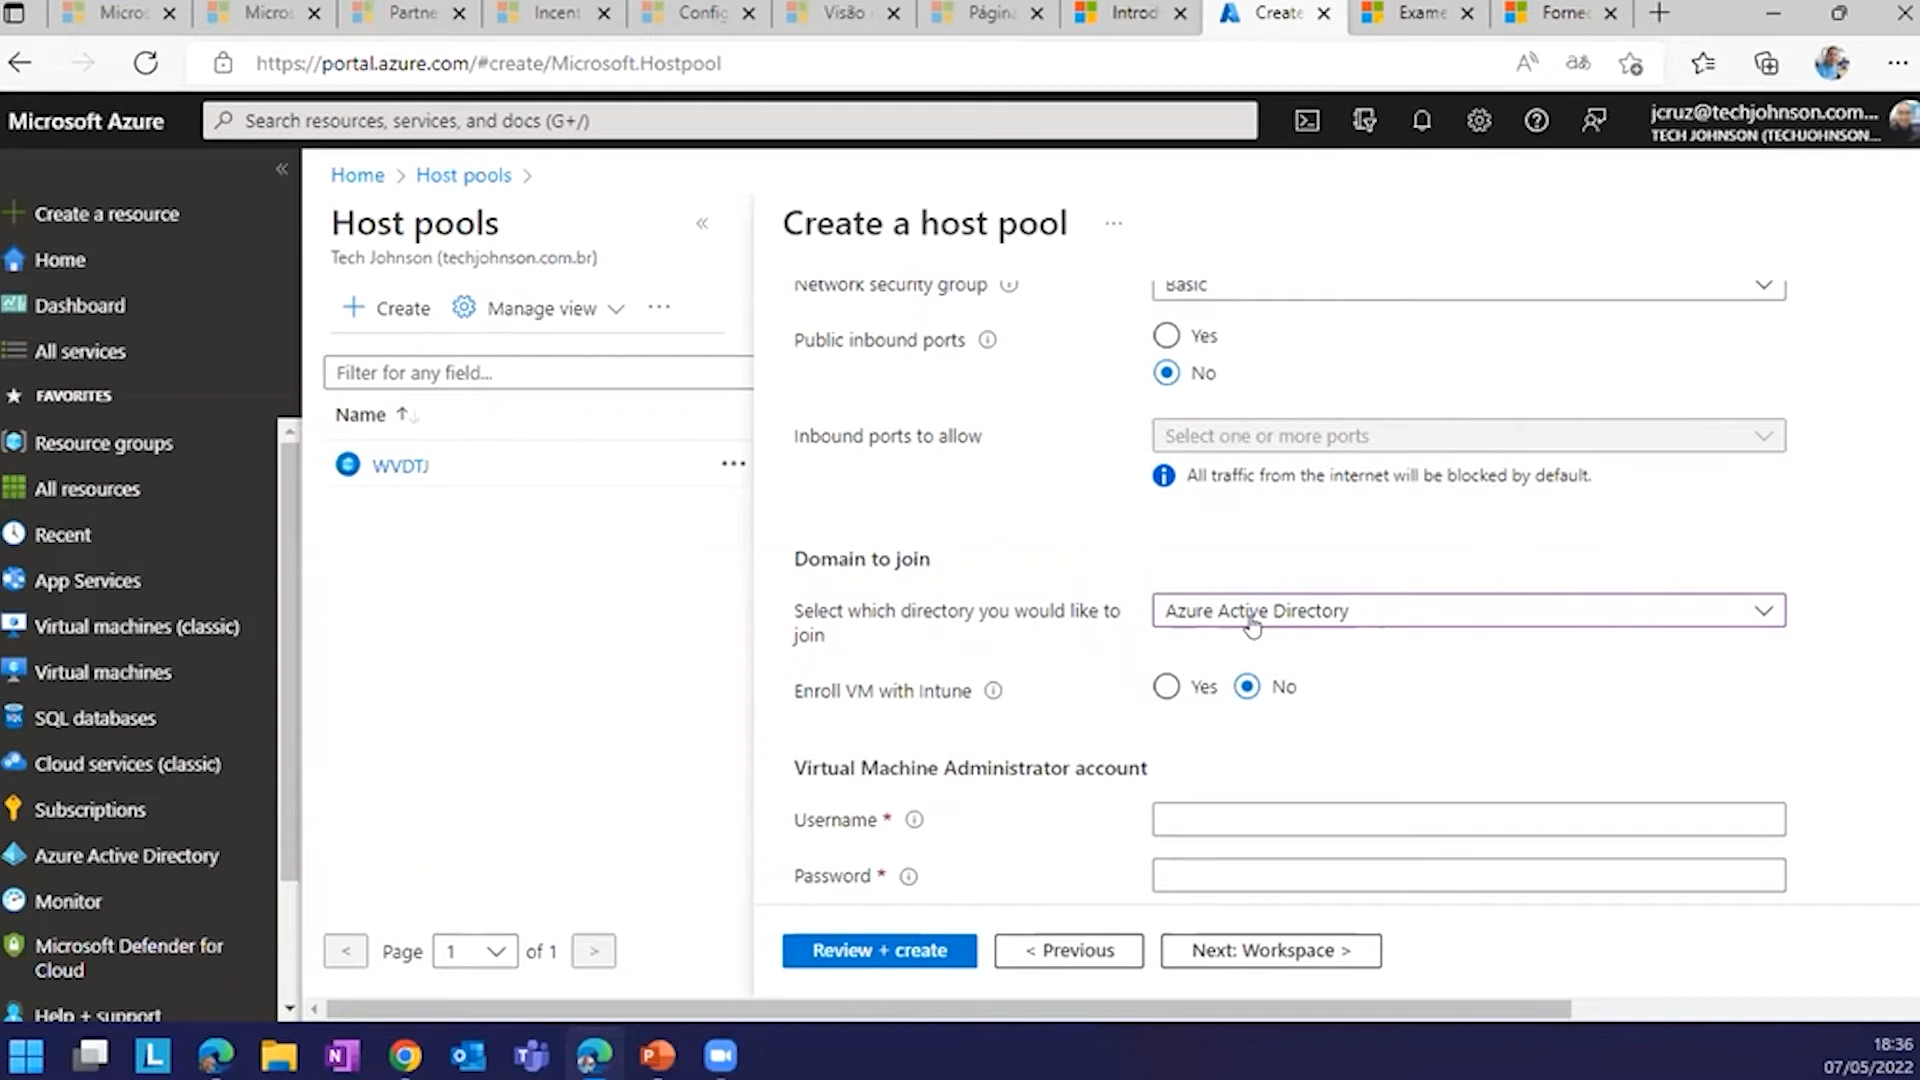 Micros
Micros
Partne
Incent
Config
Visão
Página
Introd
Create
Exame
Fornec
https://portal.azure.com/#create/Microsoft.Hostpool
Microsoft Azure
Search resources, services, and docs (G+/)
jcruz@techjohnson.com...
TECH JOHNSON (TECHJOHNSON...
Create a resource
Home
Dashboard
All services
FAVORITES
Resource groups
All resources
Recent
App Services
Virtual machines (classic)
Virtual machines
SQL databases
Cloud services (classic)
Subscriptions
Azure Active Directory
Monitor
Microsoft Defender for
Cloud
Help + support
Home > Host pools >
Host pools
Tech Johnson (techjohnson.com.br)
+ Create
Manage view
...
Filter for any field...
Name ↑↓
WVDTJ
...
< Page 1 of 1 >
Create a host pool ...
Network security group
Basic
Public inbound ports
Yes
No
Inbound ports to allow
Select one or more ports
All traffic from the internet will be blocked by default.
Domain to join
Select which directory you would like to
join
Azure Active Directory
Enroll VM with Intune
Yes
No
Virtual Machine Administrator account
Username *
Password *
Review + create
< Previous
Next: Workspace >
18:36
07/05/2022